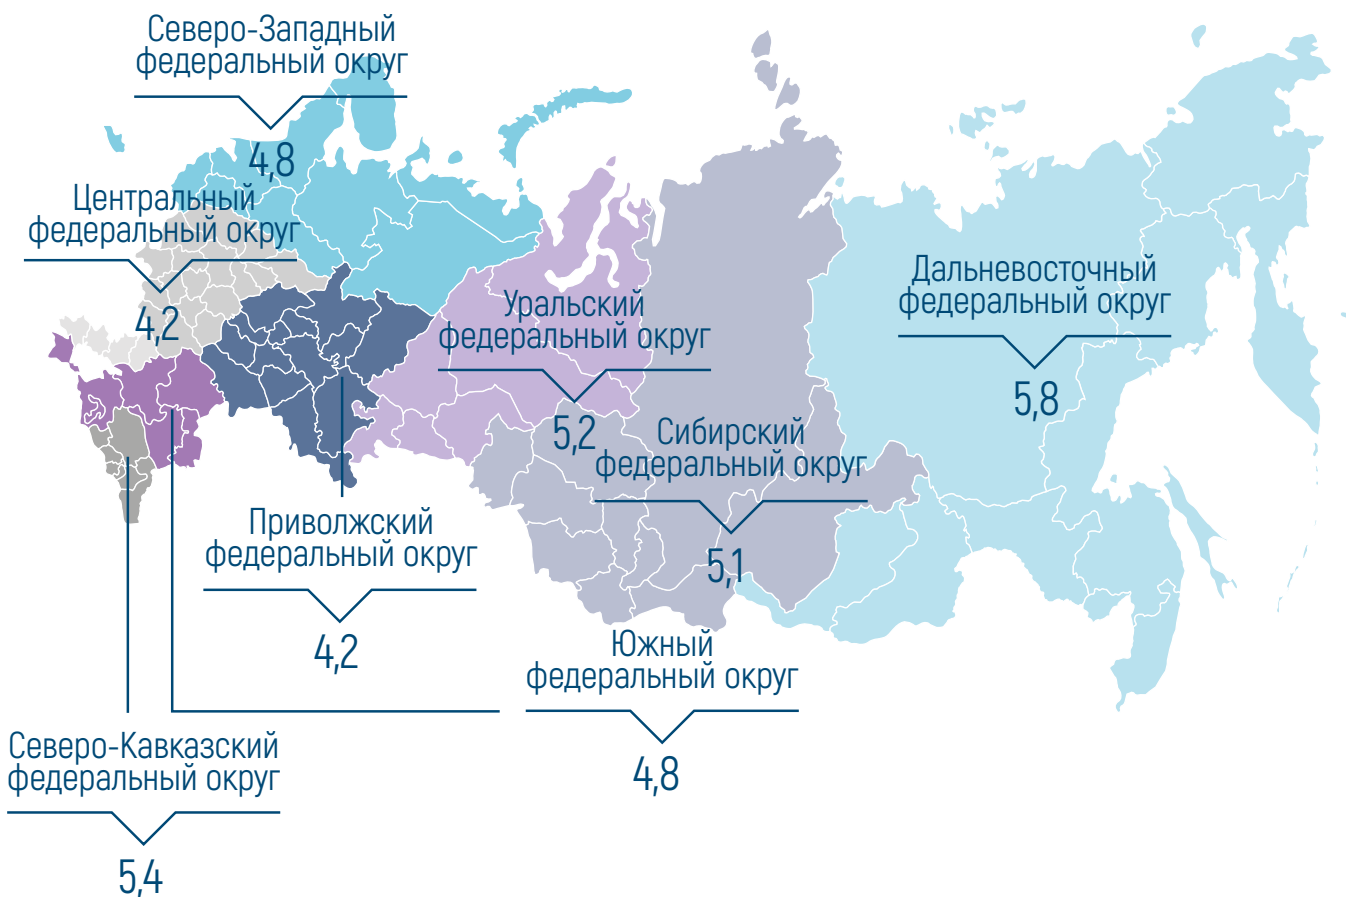 Северо-Западный
федеральный округ
4,8
Центральный
федеральный округ
4,2
Уральский
федеральный округ
5,2
Дальневосточный
федеральный округ
5,8
Сибирский
федеральный округ
5,1
Приволжский
федеральный округ
4,2
Южный
федеральный округ
4,8
Северо-Кавказский
федеральный округ
5,4